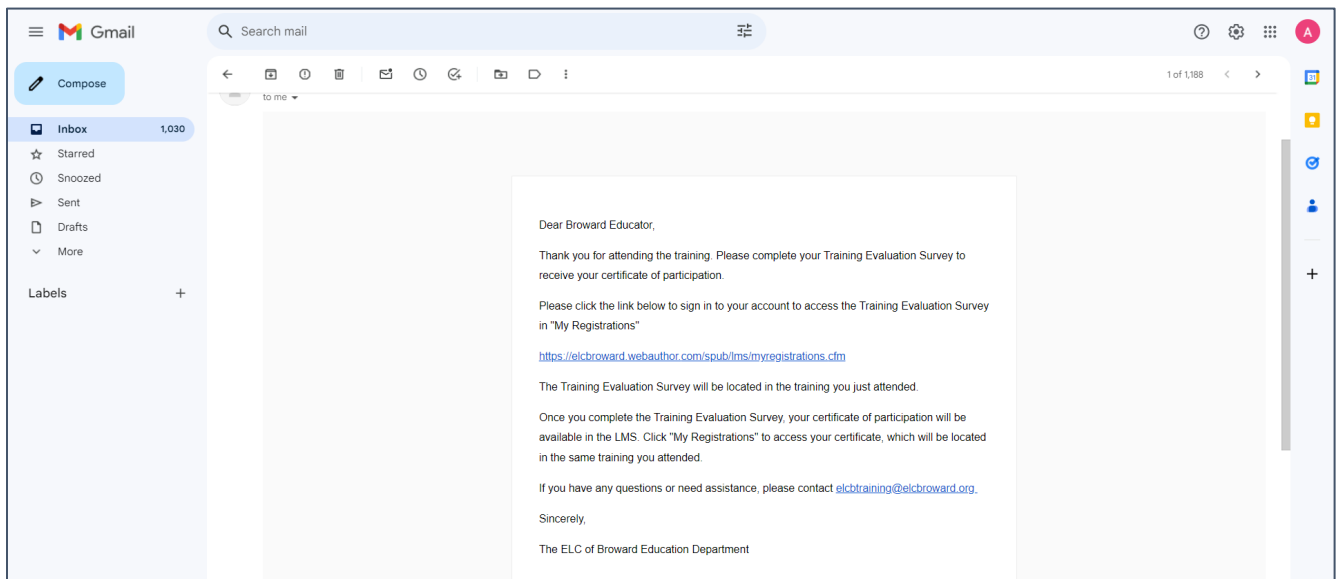 Gmail
Search mail
A
Compose
1 of 1,188
31
to me
Inbox 1,030
Starred
Snoozed
Sent
Drafts
More
Labels
Dear Broward Educator,
Thank you for attending the training. Please complete your Training Evaluation Survey to
receive your certificate of participation.
Please click the link below to sign in to your account to access the Training Evaluation Survey
in "My Registrations"
https://elcbroward.webauthor.com/spub/lms/myregistrations.cfm
The Training Evaluation Survey will be located in the training you just attended.
Once you complete the Training Evaluation Survey, your certificate of participation will be
available in the LMS. Click "My Registrations" to access your certificate, which will be located
in the same training you attended.
If you have any questions or need assistance, please contact elcbtraining@elcbroward.org
Sincerely,
The ELC of Broward Education Department